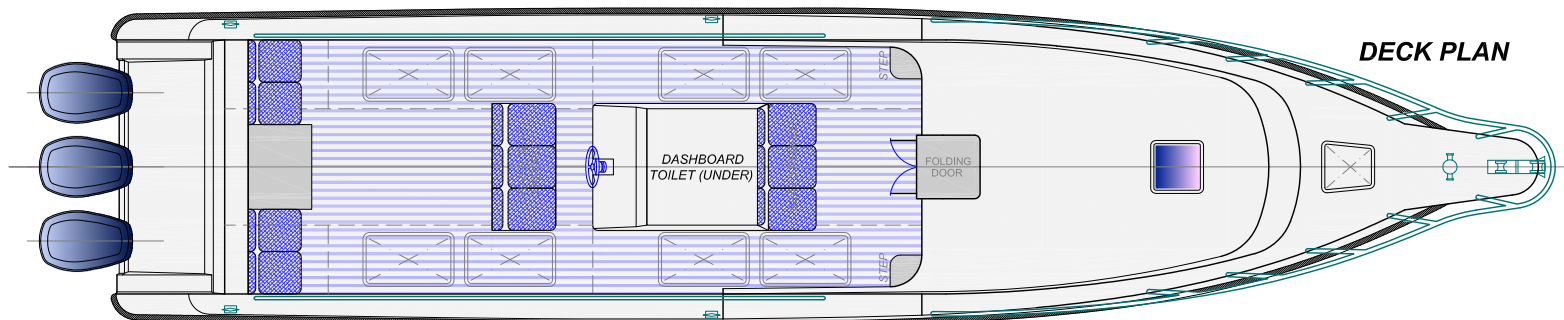 DECK PLAN
STEP
DASHBOARD
TOILET (UNDER)
FOLDING
DOOR
STEP